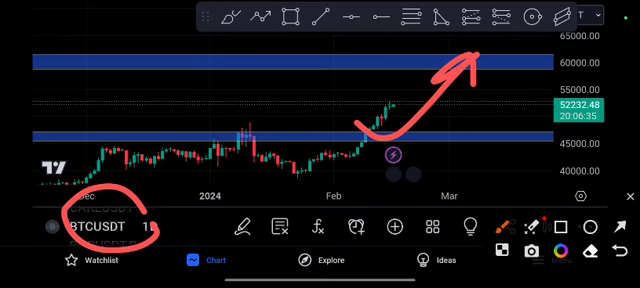 T
65000.00
60000.00
55000.00
52232.48
20:06:35
45000.00
40000.00
Dec
2024
Feb
Mar
BTCUSDT
Watchlist
Chart
Explore
Ideas
Menu